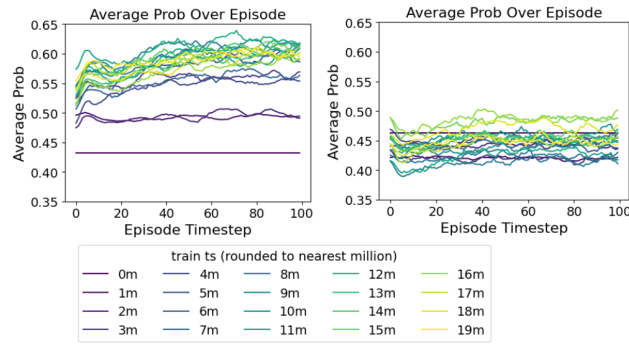 Average Prob Over Episode
0.65
0.60
0.55
0.50
0.45
0.40
0.35
Average Prob
0 20 40 60 80 100
Episode Timestep
Average Prob Over Episode
0.65
0.60
0.55
0.50
0.45
0.40
0.35
Average Prob
0 20 40 60 80 100
Episode Timestep
train ts (rounded to nearest million)
0m 4m 8m 12m 16m
1m 5m 9m 13m 17m
2m 6m 10m 14m 18m
3m 7m 11m 15m 19m